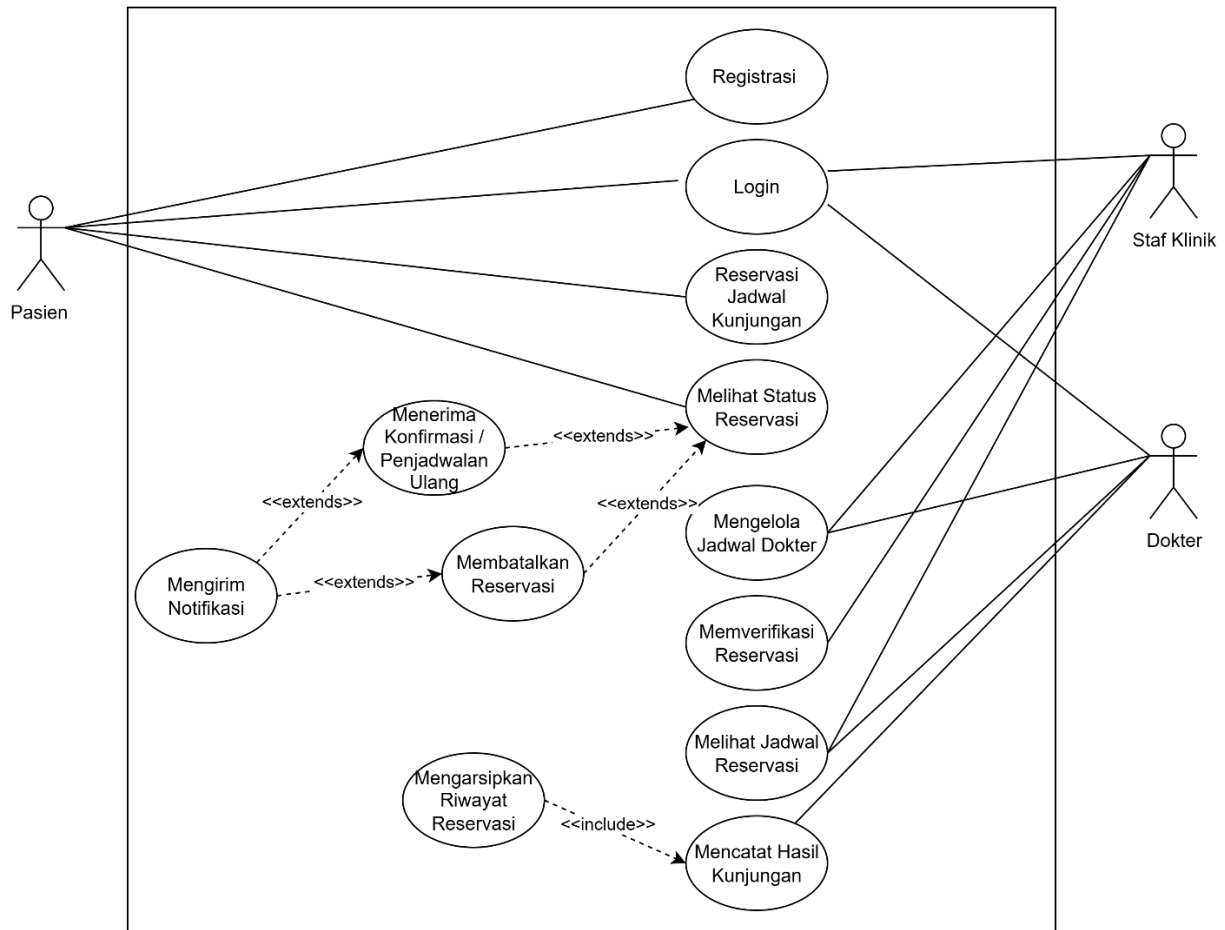 Registrasi
Login
Staf Klinik
Reservasi
Jadwal
Kunjungan
Pasien
Melihat Status
Reservasi
Menerima
Konfirmasi /
Penjadwalan
Ulang
<<extends>>
<<extends>>
<<extends>>
Mengelola
Jadwal Dokter
Dokter
Mengirim
Notifikasi
<<extends>>
Membatalkan
Reservasi
Memverifikasi
Reservasi
Melihat Jadwal
Reservasi
Mengarsipkan
Riwayat
Reservasi
<<include>>
Mencatat Hasil
Kunjungan